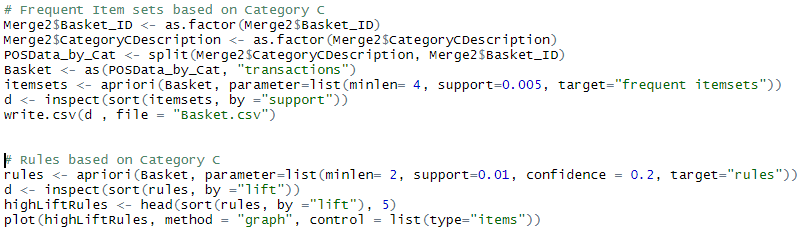 # Frequent Item sets based on Category C
Merge2$Basket_ID <- as.factor(Merge2$Basket_ID)
Merge2$CategoryCDescription <- as.factor(Merge2$CategoryCDescription)
POSData_by_Cat <- split(Merge2$CategoryCDescription, Merge2$Basket_ID)
Basket <- as(POSData_by_Cat, "transactions")
itemsets <- apriori(Basket, parameter=list(minlen= 4, support=0.005, target="frequent itemsets"))
d <- inspect(sort(itemsets, by ="support"))
write.csv(d , file = "Basket.csv")
# Rules based on Category C
rules <- apriori(Basket, parameter=list(minlen= 2, support=0.01, confidence = 0.2, target="rules"))
d <- inspect(sort(rules, by ="lift"))
highLiftRules <- head(sort(rules, by ="lift"), 5)
plot(highLiftRules, method = "graph", control = list(type="items"))